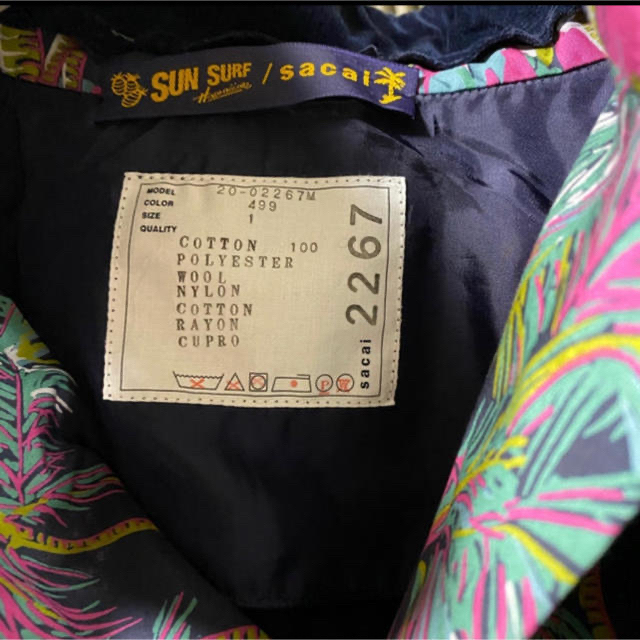 SUN SURF / sacai
Hawaiian
MODEL 20-02267M
COLOR 499
SIZE 1
QUALITY
COTTON 100
POLYESTER
WOOL
NYLON
COTTON
RAYON
CUPRO
P W
sacai 2267